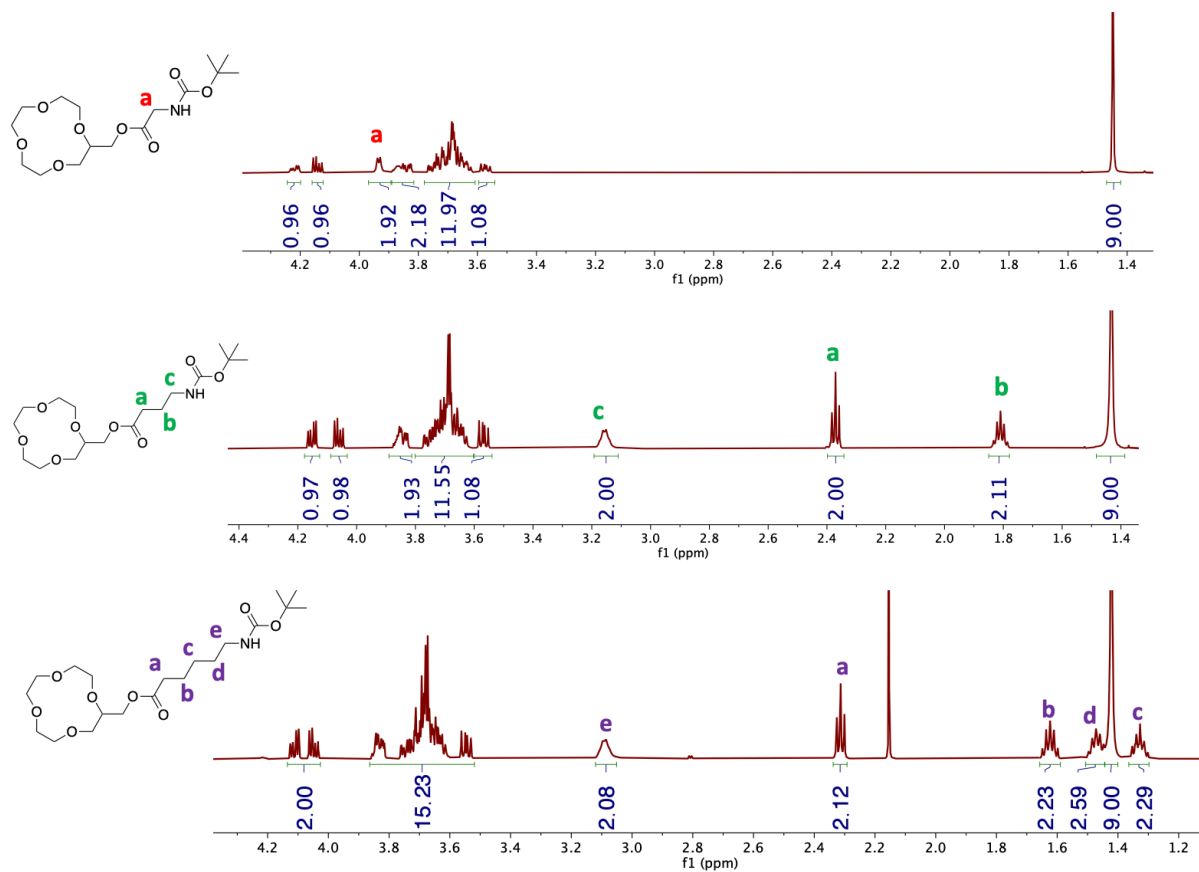 O
O
NH
a
O
O
O
O
O
O
O
a
0.96
0.96
1.92
2.18
11.97
1.08
9.00
4.2 4.0 3.8 3.6 3.4 3.2 3.0 2.8 2.6 2.4 2.2 2.0 1.8 1.6 1.4
f1 (ppm)
O
O
c
NH
a
b
O
O
O
O
O
O
c
a
b
0.97
0.98
1.93
11.55
1.08
2.00
2.00
2.11
9.00
4.4 4.2 4.0 3.8 3.6 3.4 3.2 3.0 2.8 2.6 2.4 2.2 2.0 1.8 1.6 1.4
f1 (ppm)
O
O
e
NH
c
a
d
b
O
O
O
O
O
O
e
a
b
d
c
2.00
15.23
2.08
2.12
2.23
2.59
9.00
2.29
4.2 4.0 3.8 3.6 3.4 3.2 3.0 2.8 2.6 2.4 2.2 2.0 1.8 1.6 1.4 1.2
f1 (ppm)